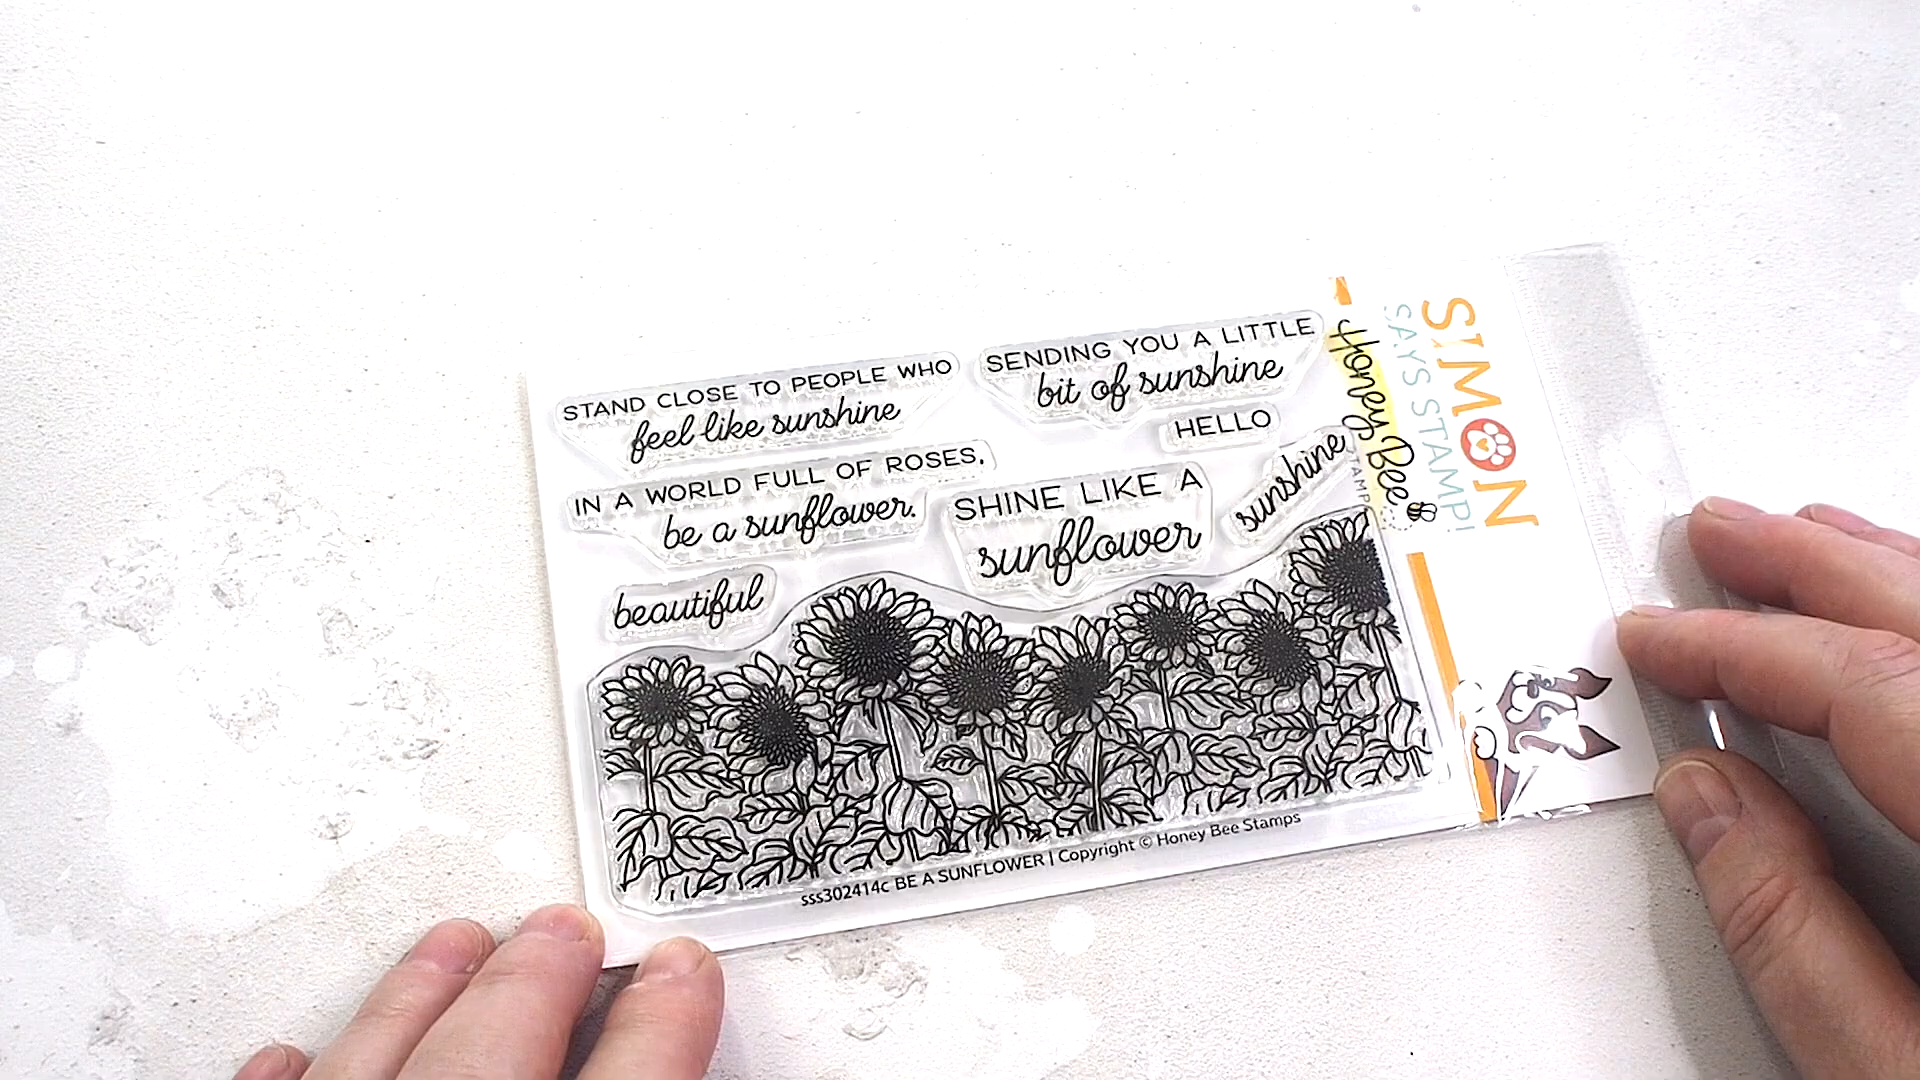 STAND CLOSE TO PEOPLE WHO
feel like sunshine
SENDING YOU A LITTLE
bit of sunshine
HELLO
sunshine
IN A WORLD FULL OF ROSES,
be a sunflower.
SHINE LIKE A
sunflower
beautiful
sss302414c BE A SUNFLOWER | Copyright © Honey Bee Stamps
Honey Bee
STAMPS
SIMON
SAYS STAMP!